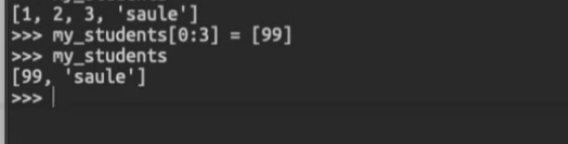 [1, 2, 3, 'saule']
>>> my_students[0:3] = [99]
>>> my_students
[99, 'saule']
>>>